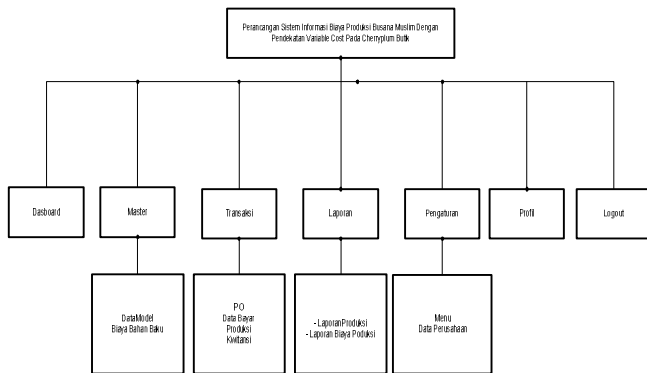 Perancangan Sistem Informasi Biaya Produksi Busana Muslim Dengan
Pendekatan Variable Cost Pada Cherryplum Butik
Dasboard
Master
Transaksi
Laporan
Pengaturan
Profil
Logout
DataModel
Biaya Bahan Baku
PO
Data Bayar
Produksi
Kwitansi
- LaporanProduksi
- Laporan Biaya Poduksi
Menu
Data Perusahaan